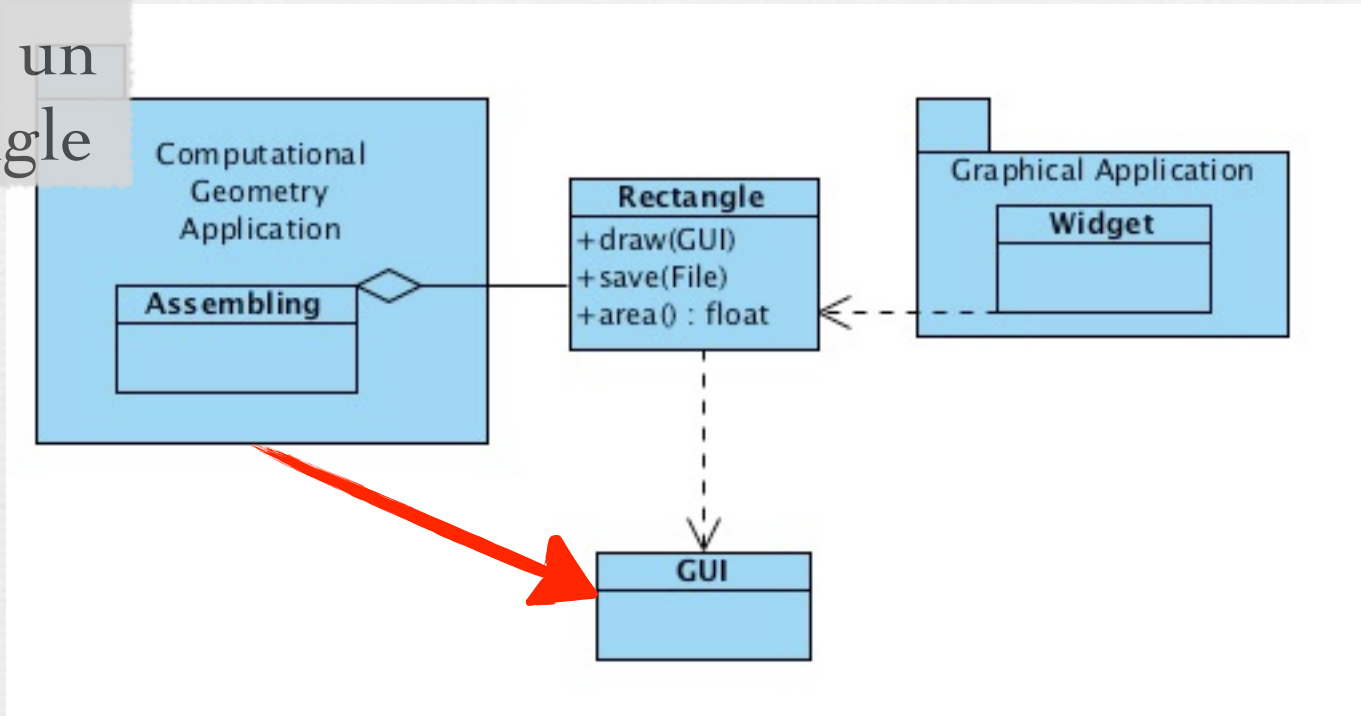 un
gle
Computational
Geometry
Application
Assembling
Rectangle
+draw(GUI)
+save(File)
+area() : float
Graphical Application
Widget
GUI